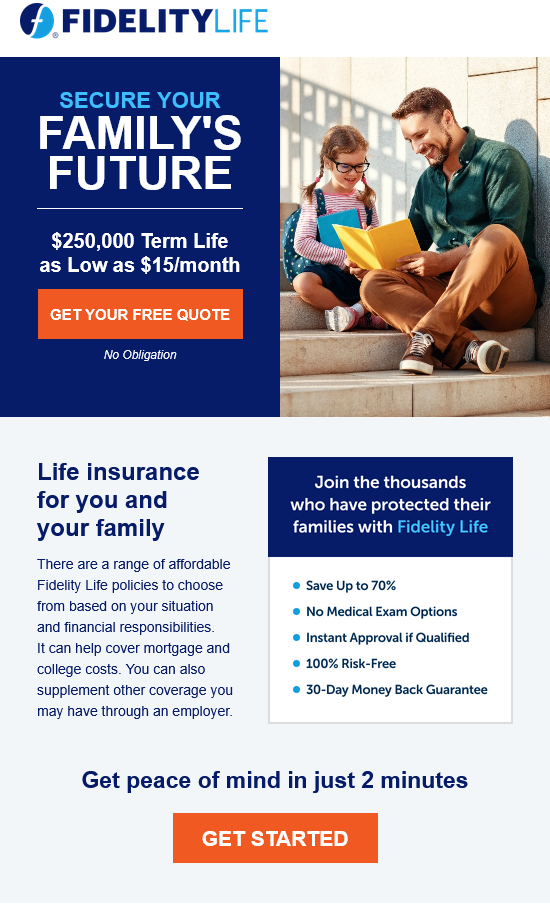 FIDELITYLIFE
®
SECURE YOUR
FAMILY'S
FUTURE
$250,000 Term Life
as Low as $15/month
GET YOUR FREE QUOTE
No Obligation
Life insurance
for you and
your family
There are a range of affordable
Fidelity Life policies to choose
from based on your situation
and financial responsibilities.
It can help cover mortgage and
college costs. You can also
supplement other coverage you
may have through an employer.
Join the thousands
who have protected their
families with Fidelity Life
Save Up to 70%
No Medical Exam Options
Instant Approval if Qualified
100% Risk-Free
30-Day Money Back Guarantee
Get peace of mind in just 2 minutes
GET STARTED